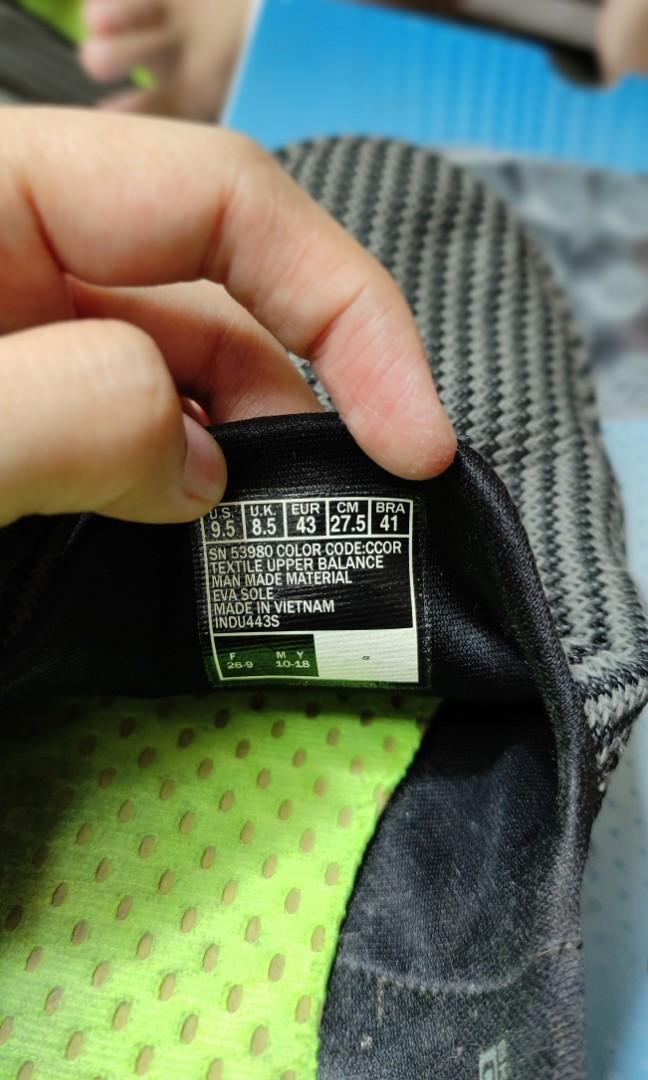 U.S. U.K. EUR CM BRA
9.5 8.5 43 27.5 41
SN 53980 COLOR CODE:CCOR
TEXTILE UPPER BALANCE
MAN MADE MATERIAL
EVA SOLE
MADE IN VIETNAM
INDU443S
F M Y
26-9 10-18